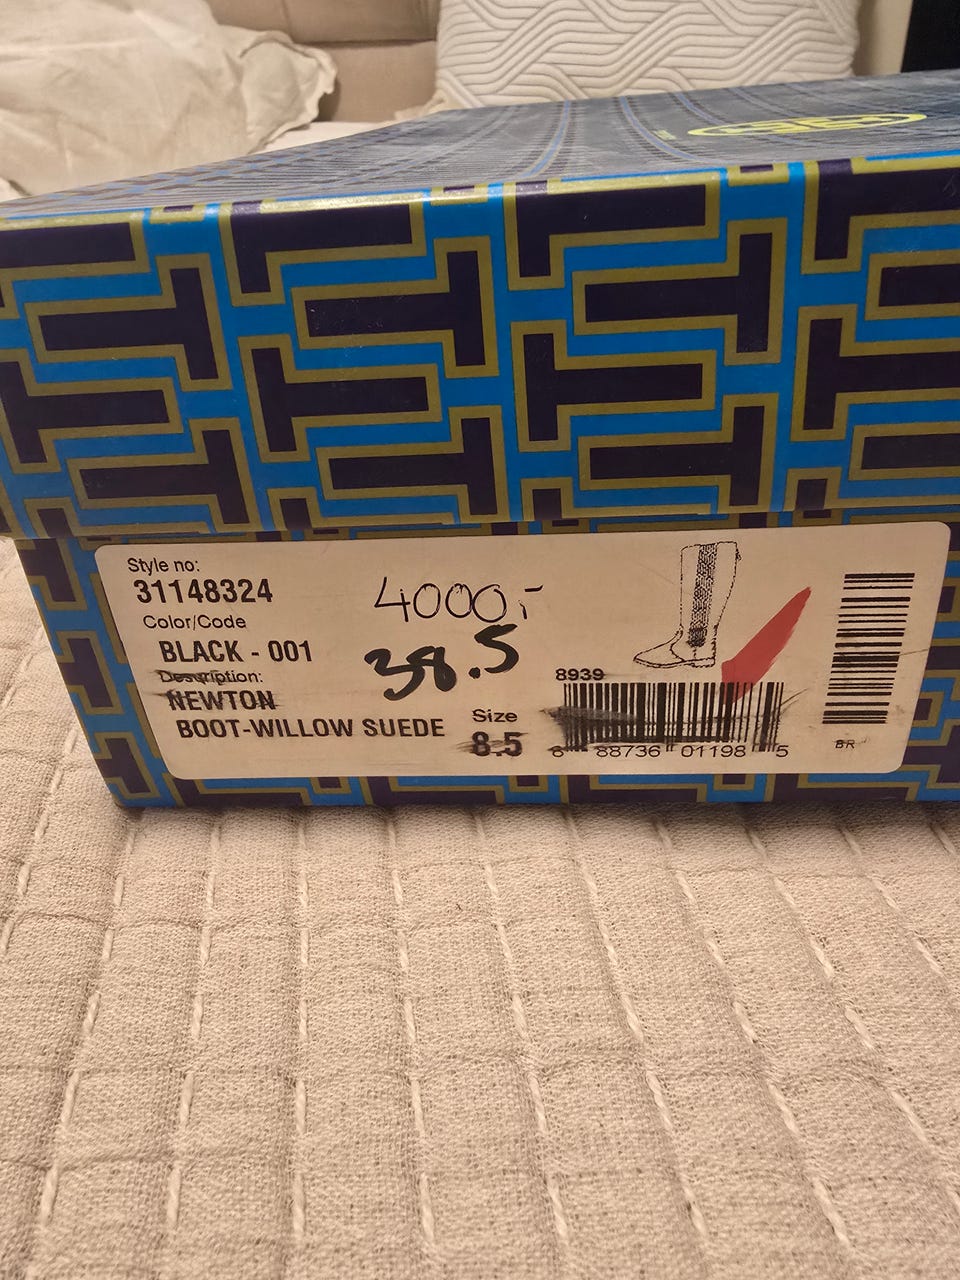 Style no:
31148324
Color/Code
BLACK - 001
Description:
NEWTON
BOOT-WILLOW SUEDE
4000,-
38.5
Size
8.5
8939
6 88736 01198 5
BR